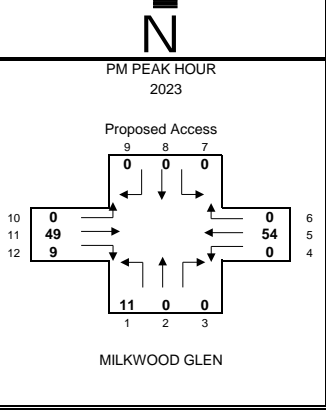 N
PM PEAK HOUR
2023
Proposed Access
9 8 7
0 0 0
10 0 0 6
11 49 54 5
12 9 0 4
11 0 0
1 2 3
MILKWOOD GLEN